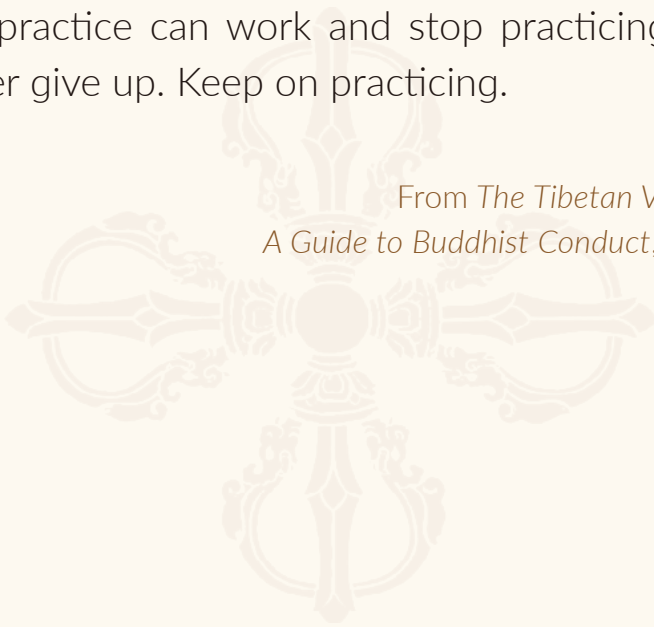 practice can work and stop practicing
er give up. Keep on practicing.
From The Tibetan V
A Guide to Buddhist Conduct,